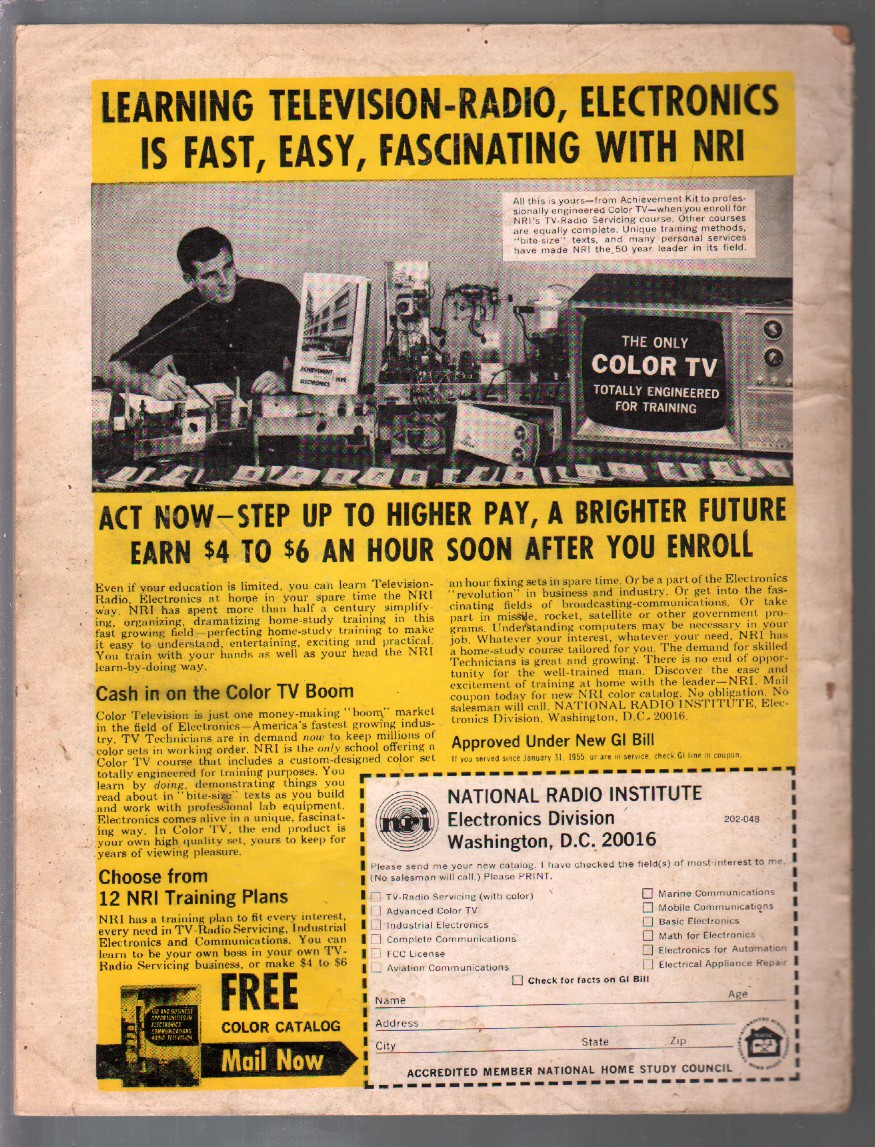 LEARNING TELEVISION-RADIO, ELECTRONICS
IS FAST, EASY, FASCINATING WITH NRI
All this is yours—from Achievement Kit to profes-
sionally engineered Color TV—when you enroll for
NRI's TV-Radio Servicing course. Other courses
are equally complete. Unique training methods,
"bite-size" texts, and many personal services
have made NRI the 50 year leader in its field.
ACHIEVEMENT
ELECTRONICS
THE ONLY
COLOR TV
TOTALLY ENGINEERED
FOR TRAINING
ACT NOW—STEP UP TO HIGHER PAY, A BRIGHTER FUTURE
EARN $4 TO $6 AN HOUR SOON AFTER YOU ENROLL
Even if your education is limited, you can learn Television-
Radio, Electronics at home in your spare time the NRI
way. NRI has spent more than half a century simplify-
ing, organizing, dramatizing home-study training in this
fast growing field—perfecting home-study training to make
it easy to understand, entertaining, exciting and practical.
You train with your hands as well as your head the NRI
learn-by-doing way.
Cash in on the Color TV Boom
Color Television is just one money-making "boom" market
in the field of Electronics—America's fastest growing indus-
try. TV Technicians are in demand now to keep millions of
color sets in working order. NRI is the only school offering a
Color TV course that includes a custom-designed color set
totally engineered for training purposes. You
learn by doing, demonstrating things you
read about in "bite-size" texts as you build
and work with professional lab equipment.
Electronics comes alive in a unique, fascinat-
ing way. In Color TV, the end product is
your own high quality set, yours to keep for
years of viewing pleasure.
Choose from
12 NRI Training Plans
NRI has a training plan to fit every interest,
every need in TV-Radio Servicing, Industrial
Electronics and Communications. You can
learn to be your own boss in your own TV-
Radio Servicing business, or make $4 to $6
an hour fixing sets in spare time. Or be a part of the Electronics
"revolution" in business and industry. Or get into the fas-
cinating fields of broadcasting-communications. Or take
part in missile, rocket, satellite or other government pro-
grams. Understanding computers may be necessary in your
job. Whatever your interest, whatever your need, NRI has
a home-study course tailored for you. The demand for skilled
Technicians is great and growing. There is no end of oppor-
tunity for the well-trained man. Discover the ease and
excitement of training at home with the leader—NRI. Mail
coupon today for new NRI color catalog. No obligation. No
salesman will call. NATIONAL RADIO INSTITUTE, Elec-
tronics Division, Washington, D.C. 20016.
Approved Under New GI Bill
If you served since January 31, 1955, or are in service, check GI line in coupon.
FREE
COLOR CATALOG
Mail Now
nri
NATIONAL RADIO INSTITUTE
Electronics Division
Washington, D.C. 20016
202-048
Please send me your new catalog. I have checked the field(s) of most interest to me.
(No salesman will call.) Please PRINT.
TV-Radio Servicing (with color)
Advanced Color TV
Industrial Electronics
Complete Communications
FCC License
Aviation Communications
Marine Communications
Mobile Communications
Basic Electronics
Math for Electronics
Electronics for Automation
Electrical Appliance Repair
Check for facts on GI Bill
Name Age
Address
City State Zip
ACCREDITED MEMBER NATIONAL HOME STUDY COUNCIL